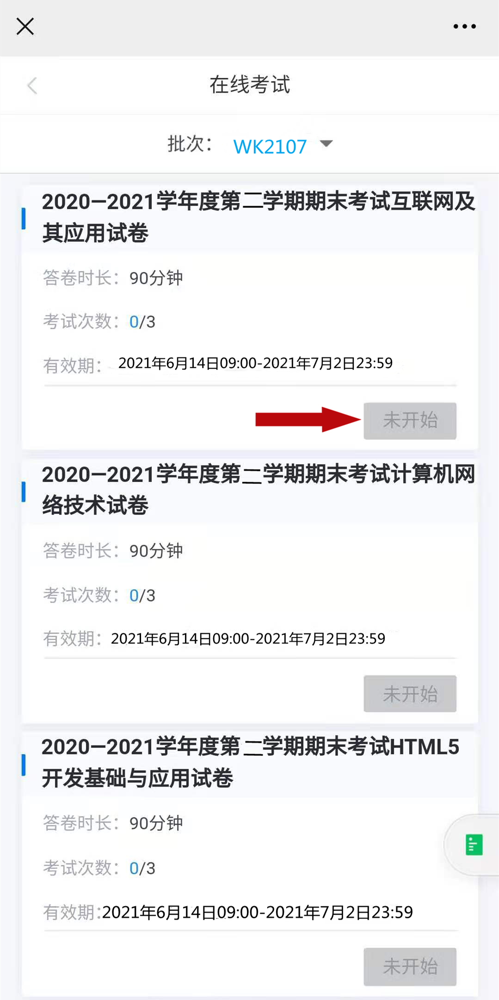 在线考试
批次： WK2107
2020—2021学年度第二学期期末考试互联网及
其应用试卷
答卷时长：90分钟
考试次数：0/3
有效期： 2021年6月14日09:00-2021年7月2日23:59
未开始
2020—2021学年度第二学期期末考试计算机网
络技术试卷
答卷时长：90分钟
考试次数：0/3
有效期：2021年6月14日09:00-2021年7月2日23:59
未开始
2020—2021学年度第二学期期末考试HTML5
开发基础与应用试卷
答卷时长：90分钟
考试次数：0/3
有效期:2021年6月14日09:00-2021年7月2日23:59
未开始